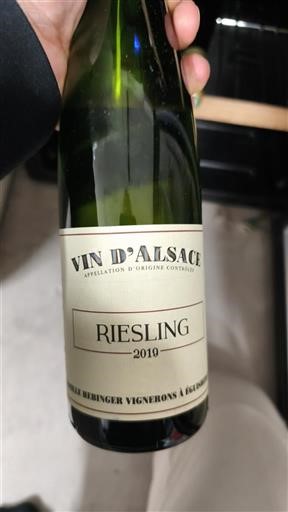 VIN D'ALSACE
APPELLATION D'ORIGINE CONTRÔLÉE
RIESLING
2019
HEBINGER VIGNERONS À